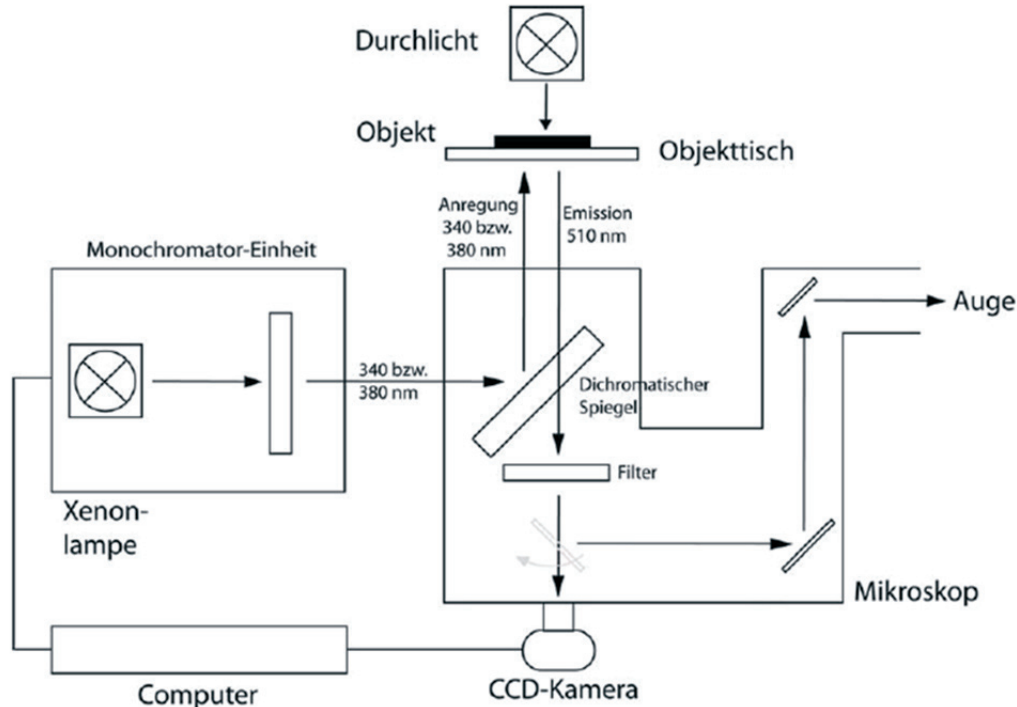 Durchlicht
Objekt
Objekttisch
Anregung
340 bzw.
380 nm
Emission
510 nm
Monochromator-Einheit
Auge
340 bzw.
380 nm
Dichromatischer
Spiegel
Filter
Xenon-
lampe
Mikroskop
Computer
CCD-Kamera